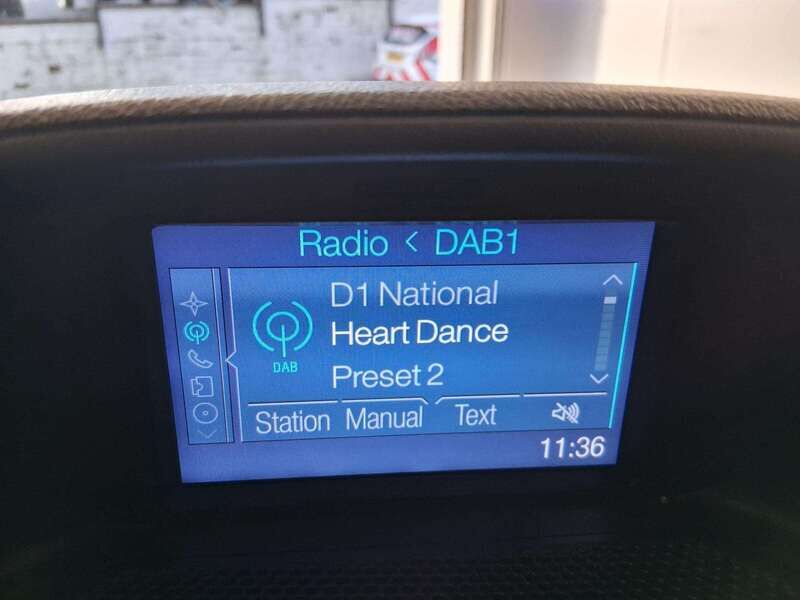 Radio < DAB1
D1 National
Heart Dance
DAB
Preset 2
Station Manual Text
11:36